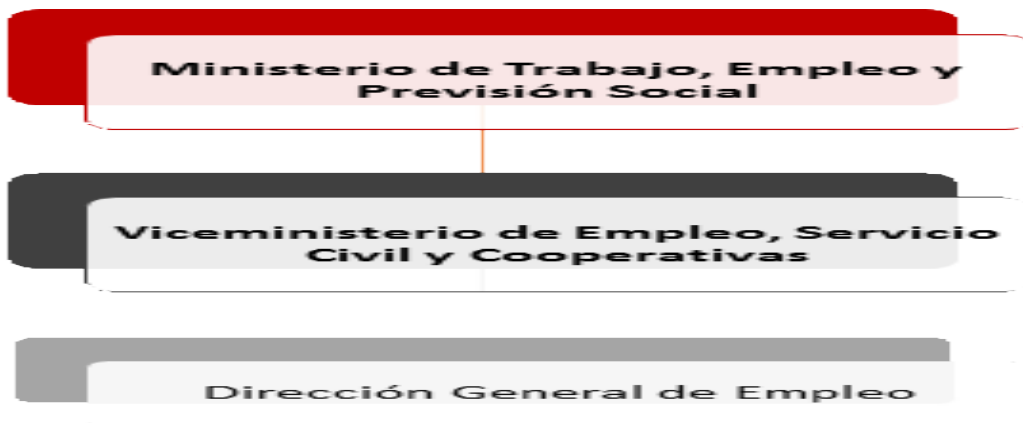 Ministerio de Trabajo, Empleo y
Previsión Social
Viceministerio de Empleo, Servicio
Civil y Cooperativas
Dirección General de Empleo